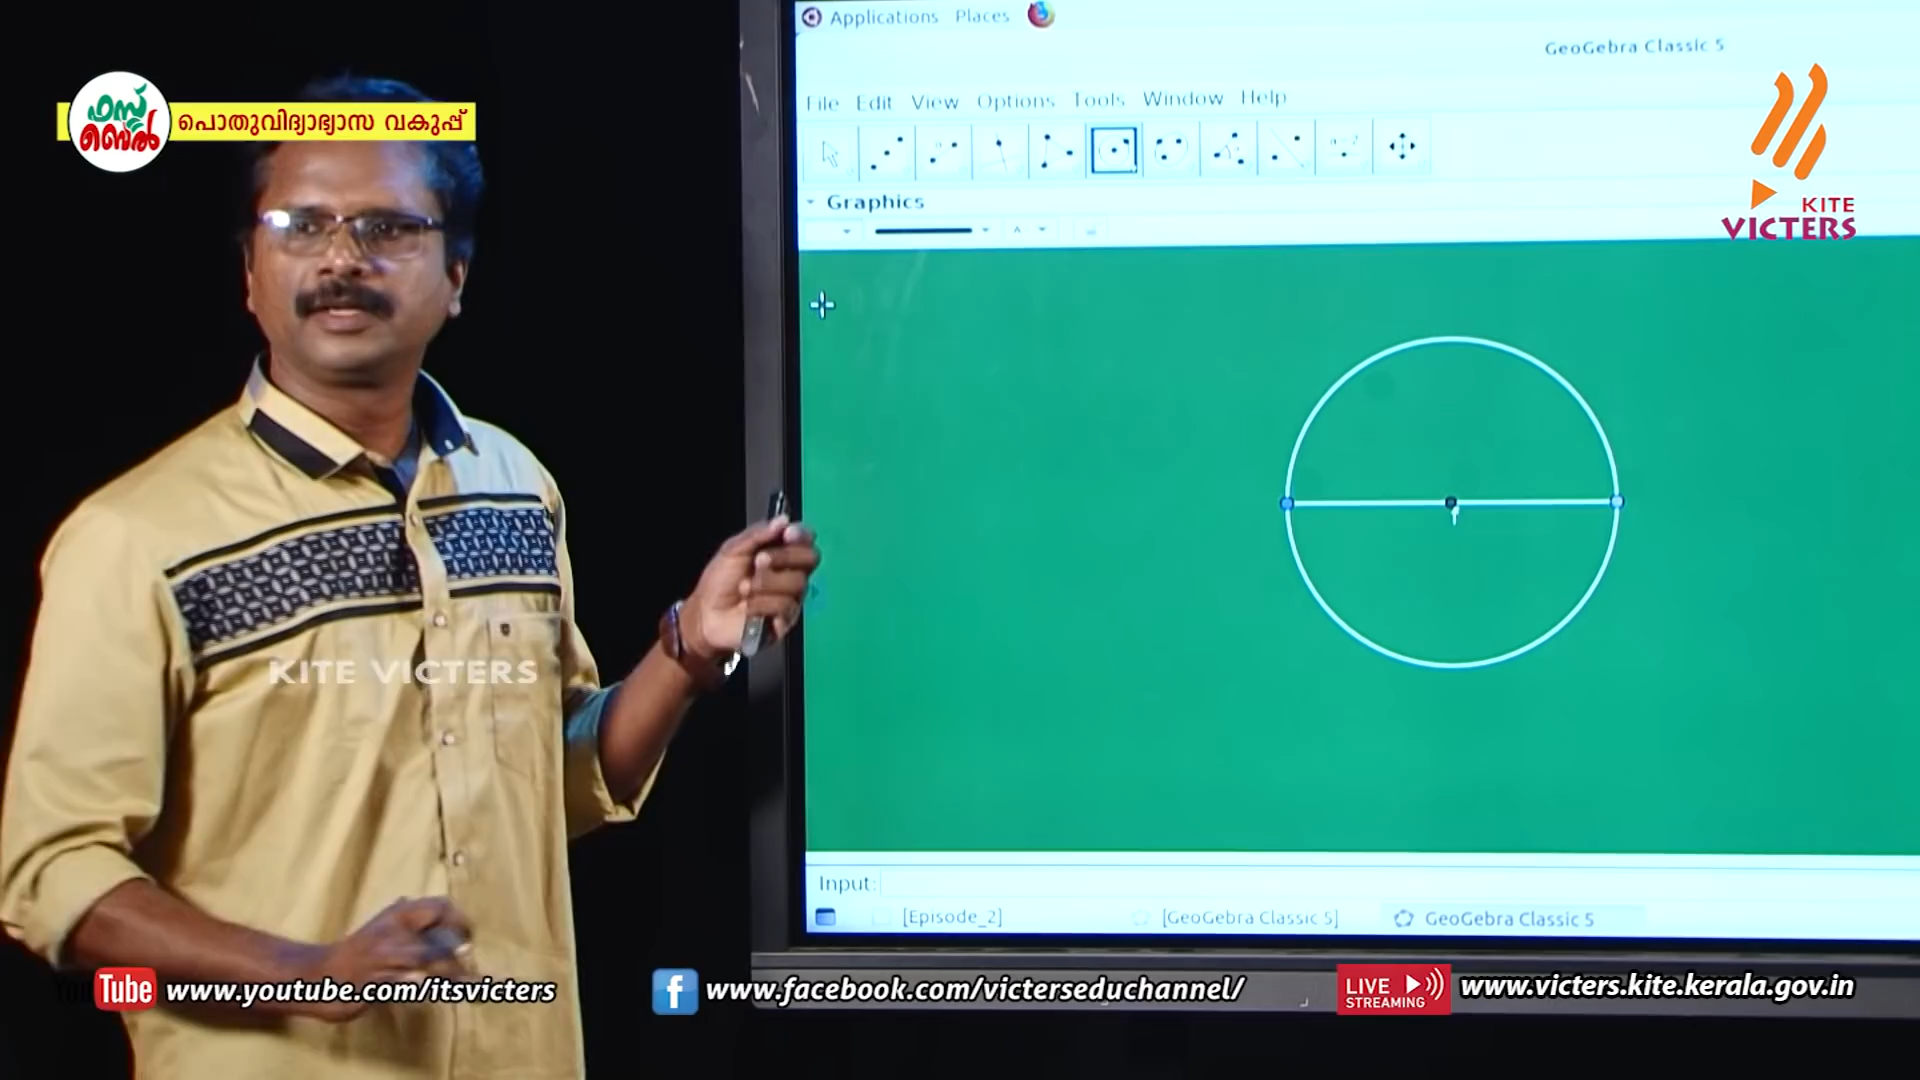 Applications Places
GeoGebra Classic 5
File Edit View Options Tools Window Help
ഫസ്റ്റ്
ബെൽ
പൊതുവിദ്യാഭ്യാസ വകുപ്പ്
Graphics
KITE
VICTERS
KITE VICTERS
Input:
[Episode_2] [GeoGebra Classic 5] GeoGebra Classic 5
You Tube www.youtube.com/itsvicters
f www.facebook.com/victerseduchannel/
LIVE STREAMING www.victers.kite.kerala.gov.in